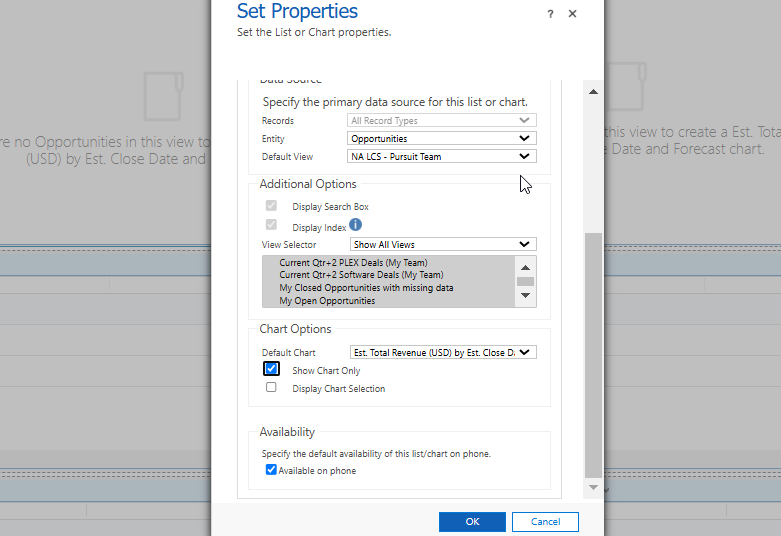 Set Properties
?
Set the List or Chart properties.
Data Source
Specify the primary data source for this list or chart.
Records
All Record Types
Entity
Opportunities
Default View
NA LCS - Pursuit Team
Additional Options
Display Search Box
Display Index
i
View Selector
Show All Views
Current Qtr+2 PLEX Deals (My Team)
Current Qtr+2 Software Deals (My Team)
My Closed Opportunities with missing data
My Open Opportunities
Chart Options
Default Chart
Est. Total Revenue (USD) by Est. Close D
Show Chart Only
Display Chart Selection
Availability
Specify the default availability of this list/chart on phone.
Available on phone
OK
Cancel
re no Opportunities in this view to
(USD) by Est. Close Date and
this view to create a Est. Tota
e Date and Forecast chart.